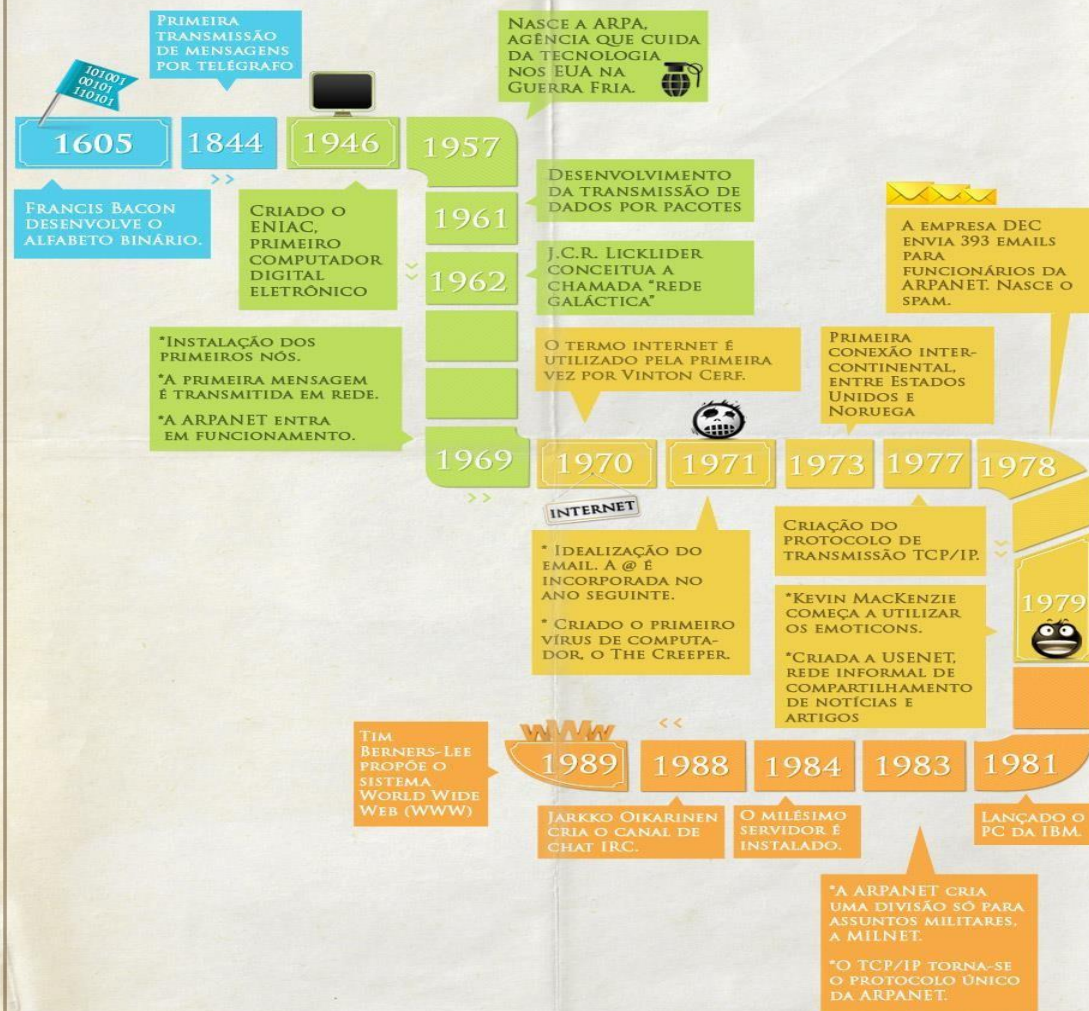 Primeira
transmissão
de mensagens
por telégrafo
Nasce a ARPA,
agência que cuida
da tecnologia
nos EUA na
Guerra Fria.
101001
00101
110101
1605
1844
1946
1957
Francis Bacon
desenvolve o
alfabeto binário.
>>
Criado o
ENIAC,
primeiro
computador
digital
eletrônico
Desenvolvimento
da transmissão de
dados por pacotes
1961
J.C.R. Licklider
conceitua a
chamada "rede
galáctica"
1962
A empresa DEC
envia 393 emails
para
funcionários da
ARPANET. Nasce o
spam.
*Instalação dos
primeiros nós.
*A primeira mensagem
é transmitida em rede.
*A ARPANET entra
em funcionamento.
O termo internet é
utilizado pela primeira
vez por Vinton Cerf.
Primeira
conexão inter-
continental,
entre Estados
Unidos e
Noruega
1969
1970
1971
1973
1977
1978
>>
INTERNET
* Idealização do
email. A @ é
incorporada no
ano seguinte.
* Criado o primeiro
vírus de computa-
dor, o The Creeper.
Criação do
protocolo de
transmissão TCP/IP.
*Kevin MacKenzie
começa a utilizar
os emoticons.
*Criada a USENET,
rede informal de
compartilhamento
de notícias e
artigos
1979
Tim
Berners-Lee
propõe o
sistema
World Wide
Web (WWW)
WWW
<<
1989
1988
1984
1983
1981
Jarkko Oikarinen
cria o canal de
chat IRC.
O milésimo
servidor é
instalado.
Lançado o
PC da IBM.
*A ARPANET cria
uma divisão só para
assuntos militares,
a MILNET.
*O TCP/IP torna-se
o protocolo único
da ARPANET.